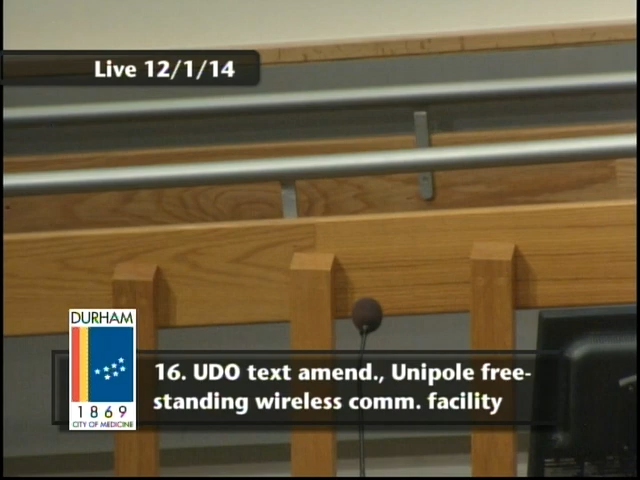 Live 12/1/14
DURHAM
1869
CITY OF MEDICINE
16. UDO text amend., Unipole free-
standing wireless comm. facility